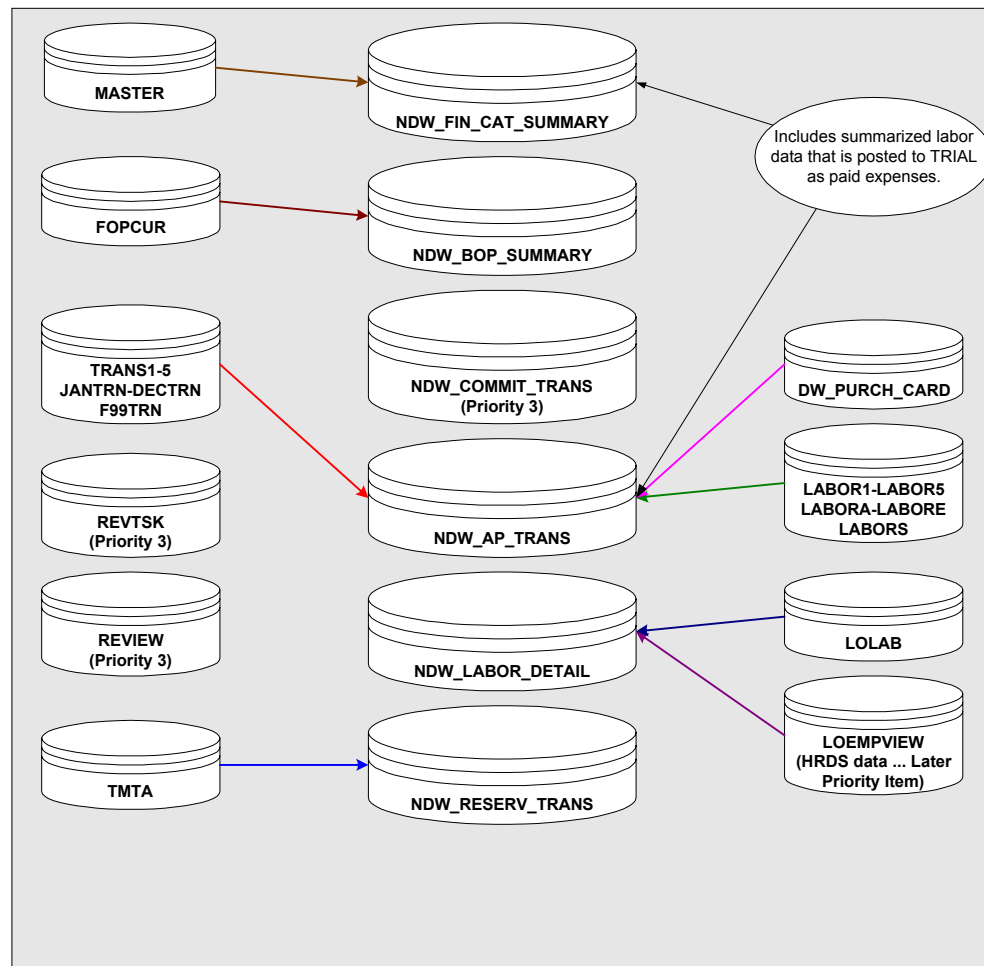 MASTER
NDW_FIN_CAT_SUMMARY
Includes summarized labor
data that is posted to TRIAL
as paid expenses.
FOPCUR
NDW_BOP_SUMMARY
TRANS1-5
JANTRN-DECTRN
F99TRN
NDW_COMMIT_TRANS
(Priority 3)
DW_PURCH_CARD
REVTSK
(Priority 3)
NDW_AP_TRANS
LABOR1-LABOR5
LABORA-LABORE
LABORS
REVIEW
(Priority 3)
NDW_LABOR_DETAIL
LOLAB
TMTA
NDW_RESERV_TRANS
LOEMPVIEW
(HRDS data ... Later
Priority Item)